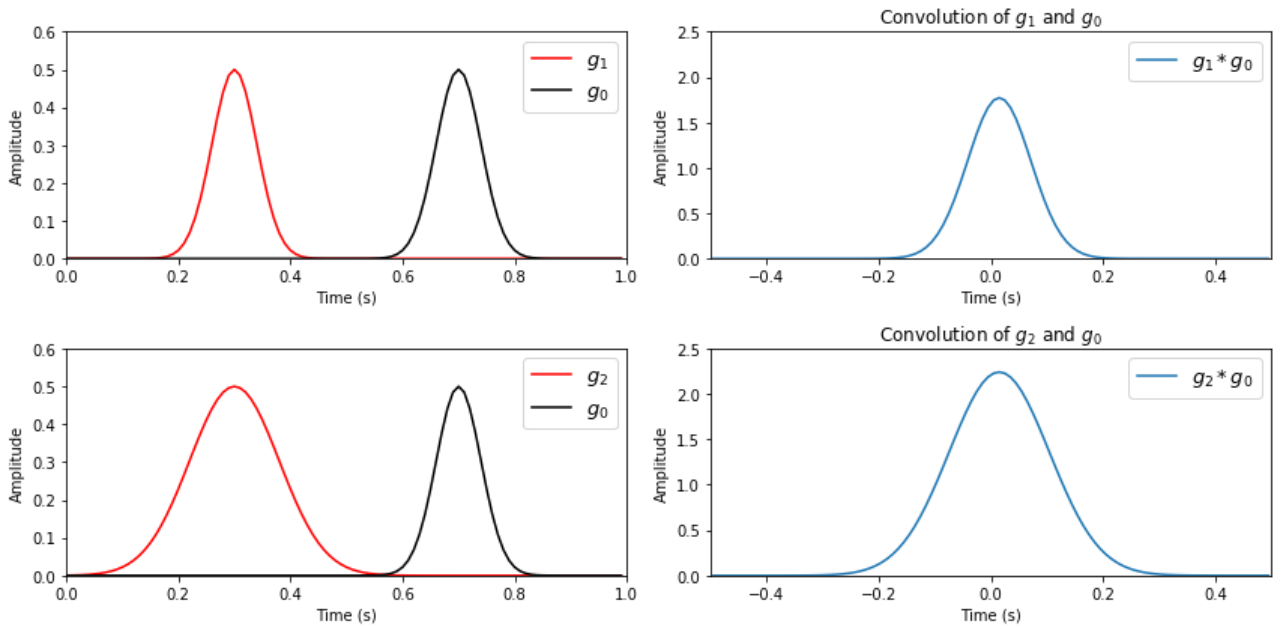 0.6
0.5
0.4
0.3
0.2
0.1
0.0
Amplitude
g₁
g₀
0.0 0.2 0.4 0.6 0.8 1.0
Time (s)
Convolution of g₁ and g₀
2.5
2.0
1.5
1.0
0.5
0.0
Amplitude
g₁ * g₀
−0.4 −0.2 0.0 0.2 0.4
Time (s)
0.6
0.5
0.4
0.3
0.2
0.1
0.0
Amplitude
g₂
g₀
0.0 0.2 0.4 0.6 0.8 1.0
Time (s)
Convolution of g₂ and g₀
2.5
2.0
1.5
1.0
0.5
0.0
Amplitude
g₂ * g₀
−0.4 −0.2 0.0 0.2 0.4
Time (s)